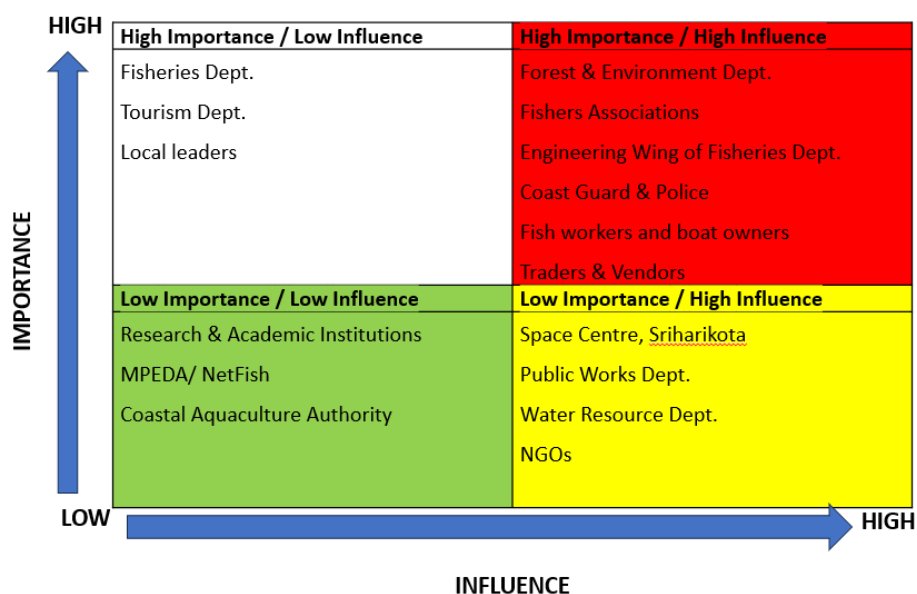 HIGH
High Importance / Low Influence
High Importance / High Influence
Fisheries Dept.
Tourism Dept.
Local leaders
Forest & Environment Dept.
Fishers Associations
Engineering Wing of Fisheries Dept.
Coast Guard & Police
Fish workers and boat owners
Traders & Vendors
IMPORTANCE
Low Importance / Low Influence
Low Importance / High Influence
Research & Academic Institutions
MPEDA/ NetFish
Coastal Aquaculture Authority
Space Centre, Sriharikota
Public Works Dept.
Water Resource Dept.
NGOs
LOW
HIGH
INFLUENCE